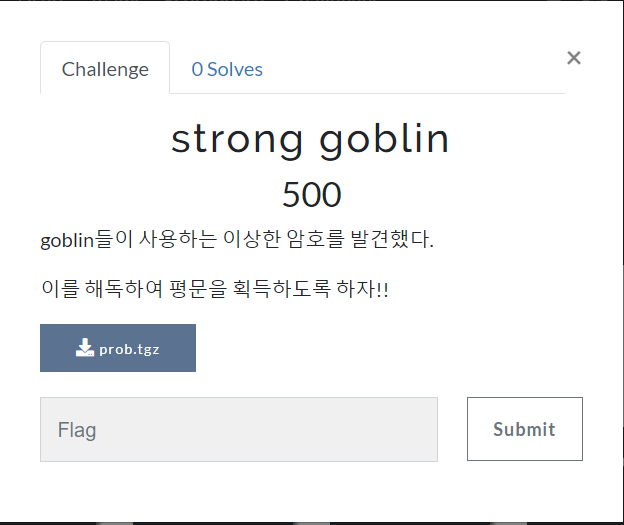 Challenge
0 Solves
×
strong goblin
500
goblin들이 사용하는 이상한 암호를 발견했다.
이를 해독하여 평문을 획득하도록 하자!!
prob.tgz
Flag
Submit